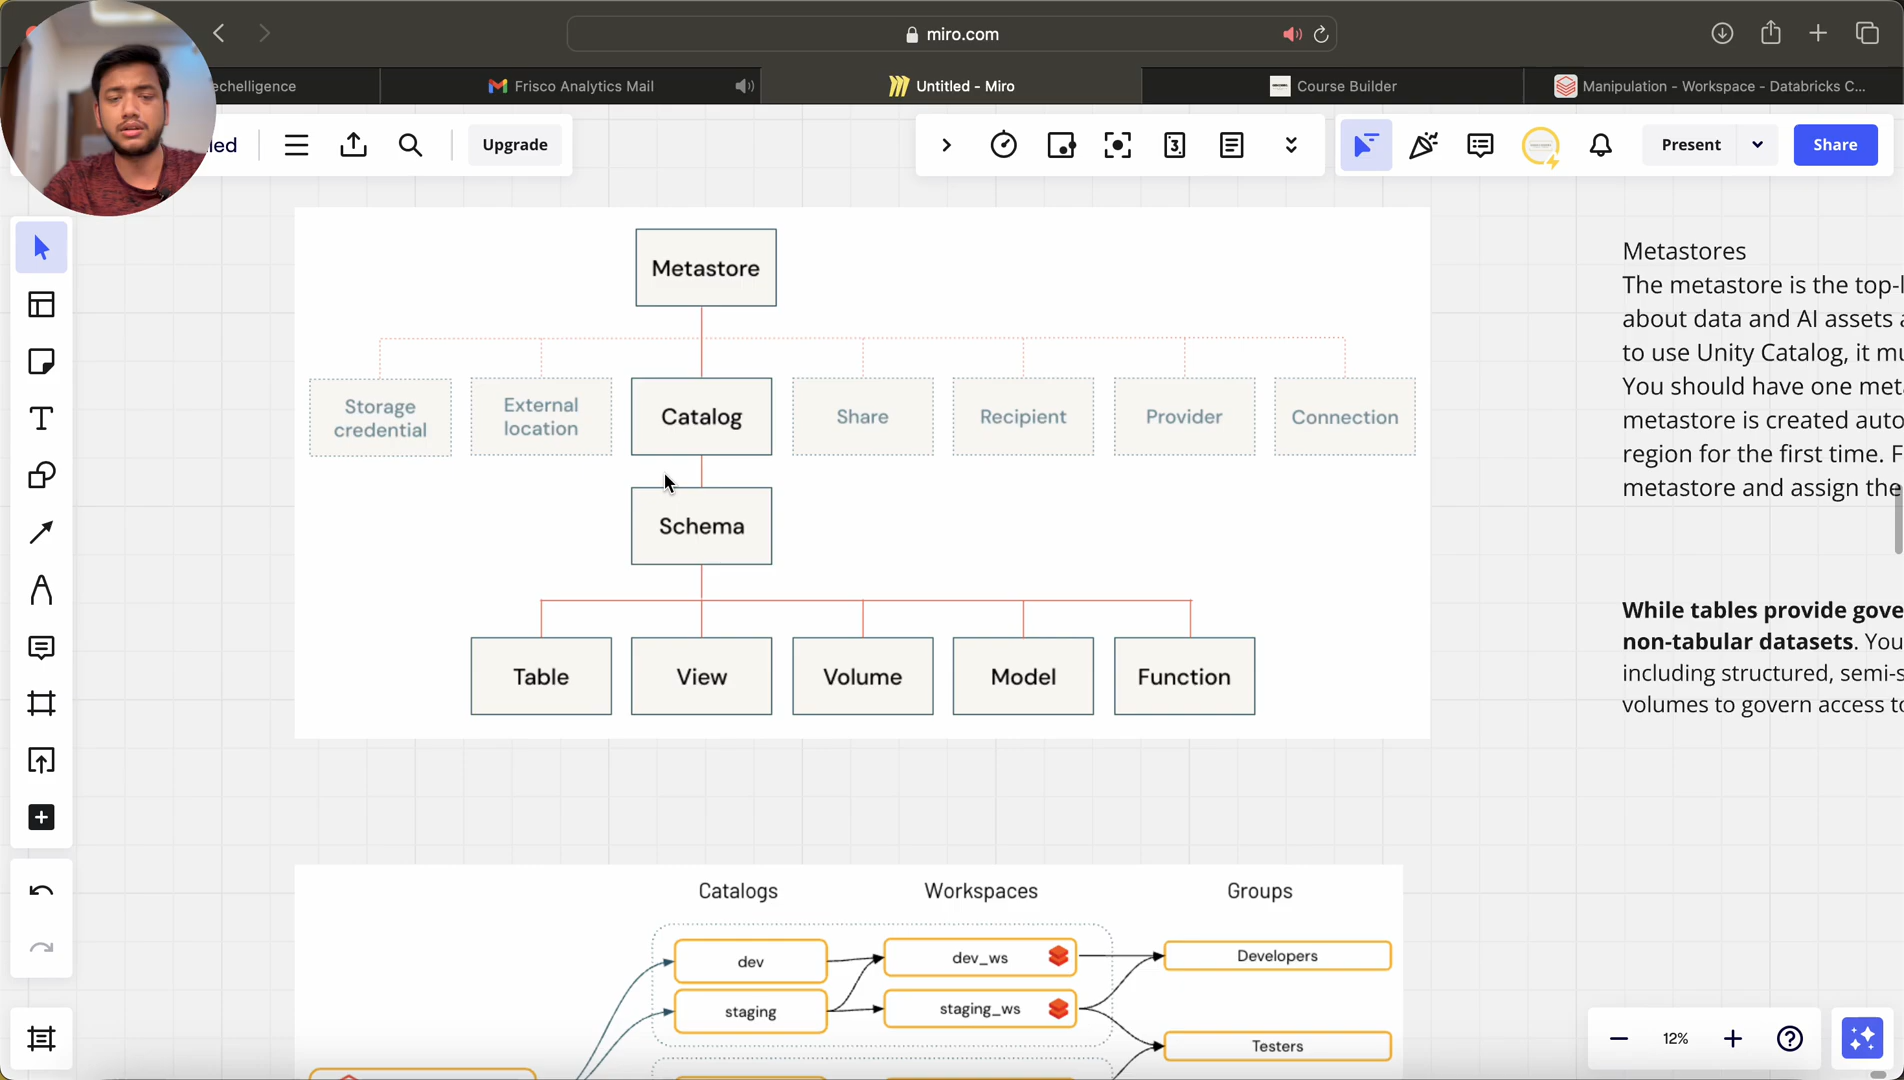 miro.com
echelligence
Frisco Analytics Mail
Untitled - Miro
Course Builder
Manipulation - Workspace - Databricks C...
led
Upgrade
3
Present
Share
Metastore
Storage
credential
External
location
Catalog
Share
Recipient
Provider
Connection
Schema
Table
View
Volume
Model
Function
Metastores
The metastore is the top-l
about data and AI assets a
to use Unity Catalog, it mu
You should have one meta
metastore is created auto
region for the first time. F
metastore and assign the
While tables provide gove
non-tabular datasets. You
including structured, semi-s
volumes to govern access to
Catalogs
Workspaces
Groups
dev
dev_ws
Developers
staging
staging_ws
Testers
12%